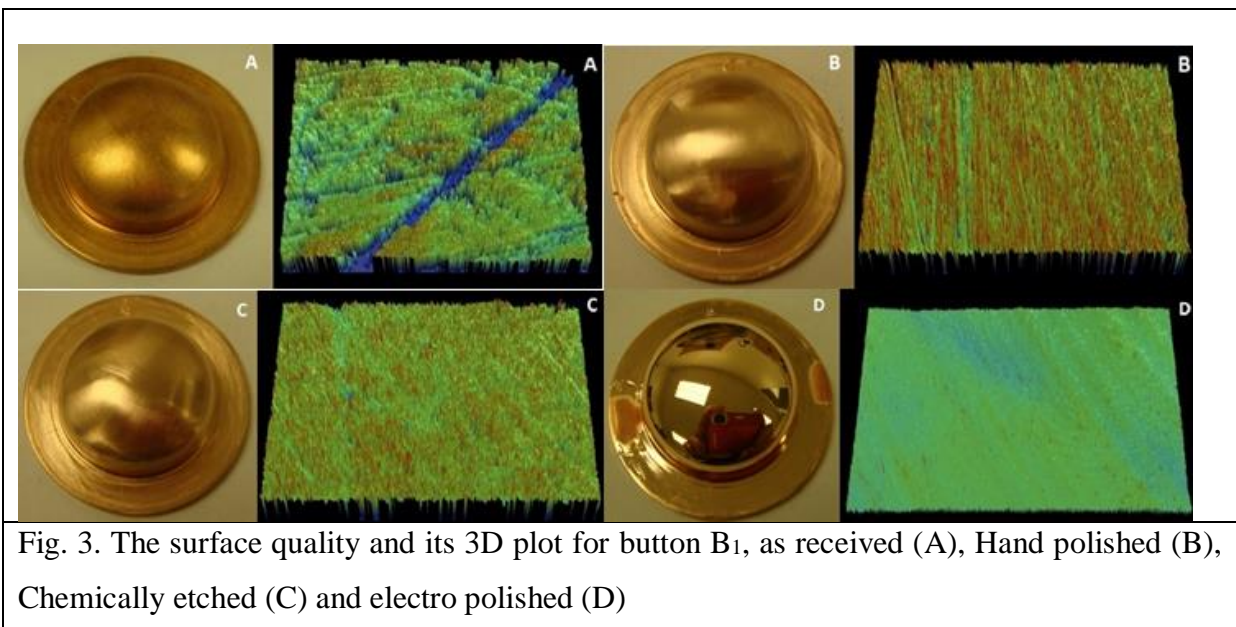 A
A
B
B
C
C
D
D
Fig. 3. The surface quality and its 3D plot for button B₁, as received (A), Hand polished (B),
Chemically etched (C) and electro polished (D)